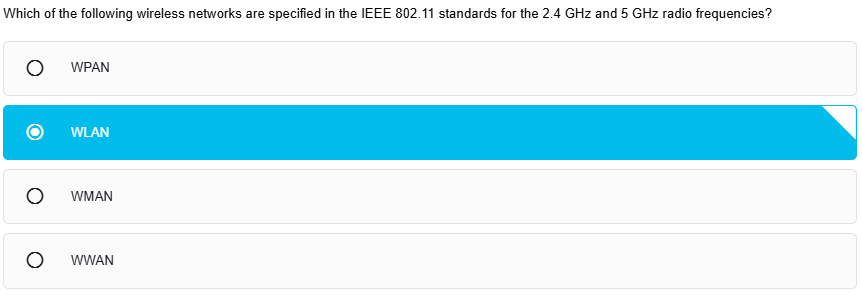 Which of the following wireless networks are specified in the IEEE 802.11 standards for the 2.4 GHz and 5 GHz radio frequencies?
WPAN
WLAN
WMAN
WWAN